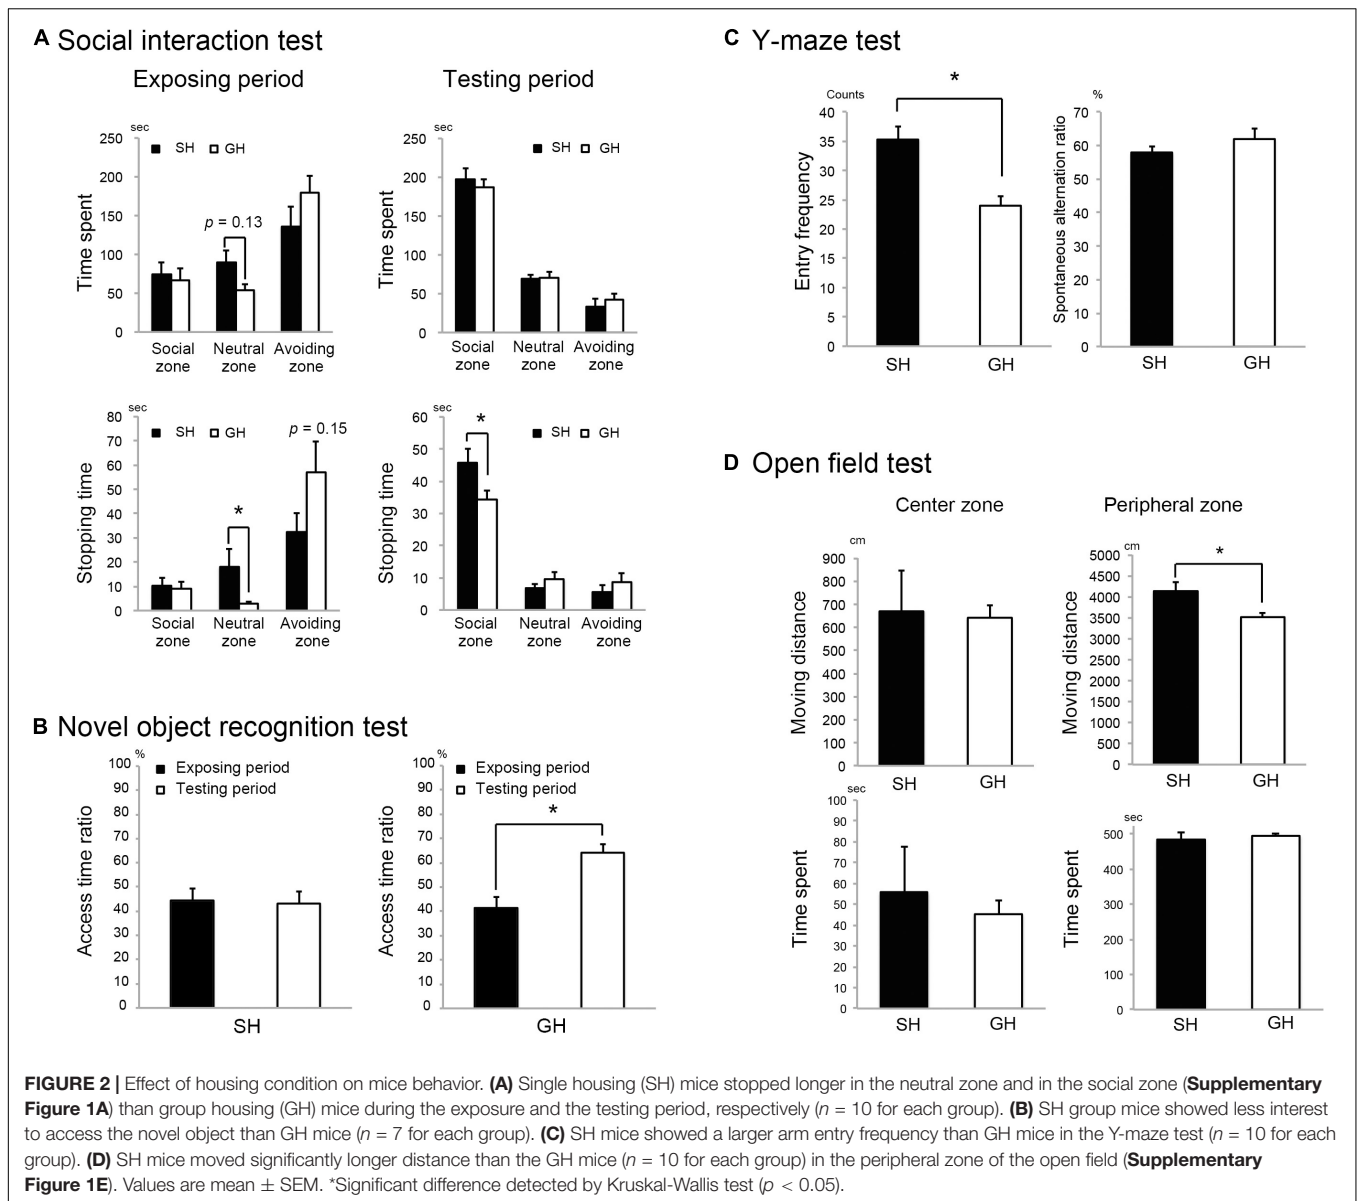 A Social interaction test
Exposing period
Testing period
sec
250
200
150
100
50
0
Time spent
SH GH
p = 0.13
Social zone
Neutral zone
Avoiding zone
sec
250
200
150
100
50
0
Time spent
SH GH
Social zone
Neutral zone
Avoiding zone
sec
80
70
60
50
40
30
20
10
0
Stopping time
SH GH
p = 0.15
*
Social zone
Neutral zone
Avoiding zone
sec
60
50
40
30
20
10
0
Stopping time
*
SH GH
Social zone
Neutral zone
Avoiding zone
B Novel object recognition test
%
100
90
80
70
60
50
40
30
20
10
0
Access time ratio
Exposing period
Testing period
SH
%
100
90
80
70
60
50
40
30
20
10
0
Access time ratio
Exposing period
Testing period
*
GH
C Y-maze test
Counts
40
35
30
25
20
15
10
5
0
Entry frequency
*
SH GH
%
70
60
50
40
30
20
10
0
Spontaneous alternation ratio
SH GH
D Open field test
Center zone
Peripheral zone
cm
900
800
700
600
500
400
300
200
100
0
Moving distance
SH GH
cm
5000
4500
4000
3500
3000
2500
2000
1500
1000
500
0
Moving distance
*
SH GH
sec
100
90
80
70
60
50
40
30
20
10
0
Time spent
SH GH
sec
500
400
300
200
100
0
Time spent
SH GH
FIGURE 2 | Effect of housing condition on mice behavior. (A) Single housing (SH) mice stopped longer in the neutral zone and in the social zone (Supplementary
Figure 1A) than group housing (GH) mice during the exposure and the testing period, respectively (n = 10 for each group). (B) SH group mice showed less interest
to access the novel object than GH mice (n = 7 for each group). (C) SH mice showed a larger arm entry frequency than GH mice in the Y-maze test (n = 10 for each
group). (D) SH mice moved significantly longer distance than the GH mice (n = 10 for each group) in the peripheral zone of the open field (Supplementary
Figure 1E). Values are mean ± SEM. *Significant difference detected by Kruskal-Wallis test (p < 0.05).